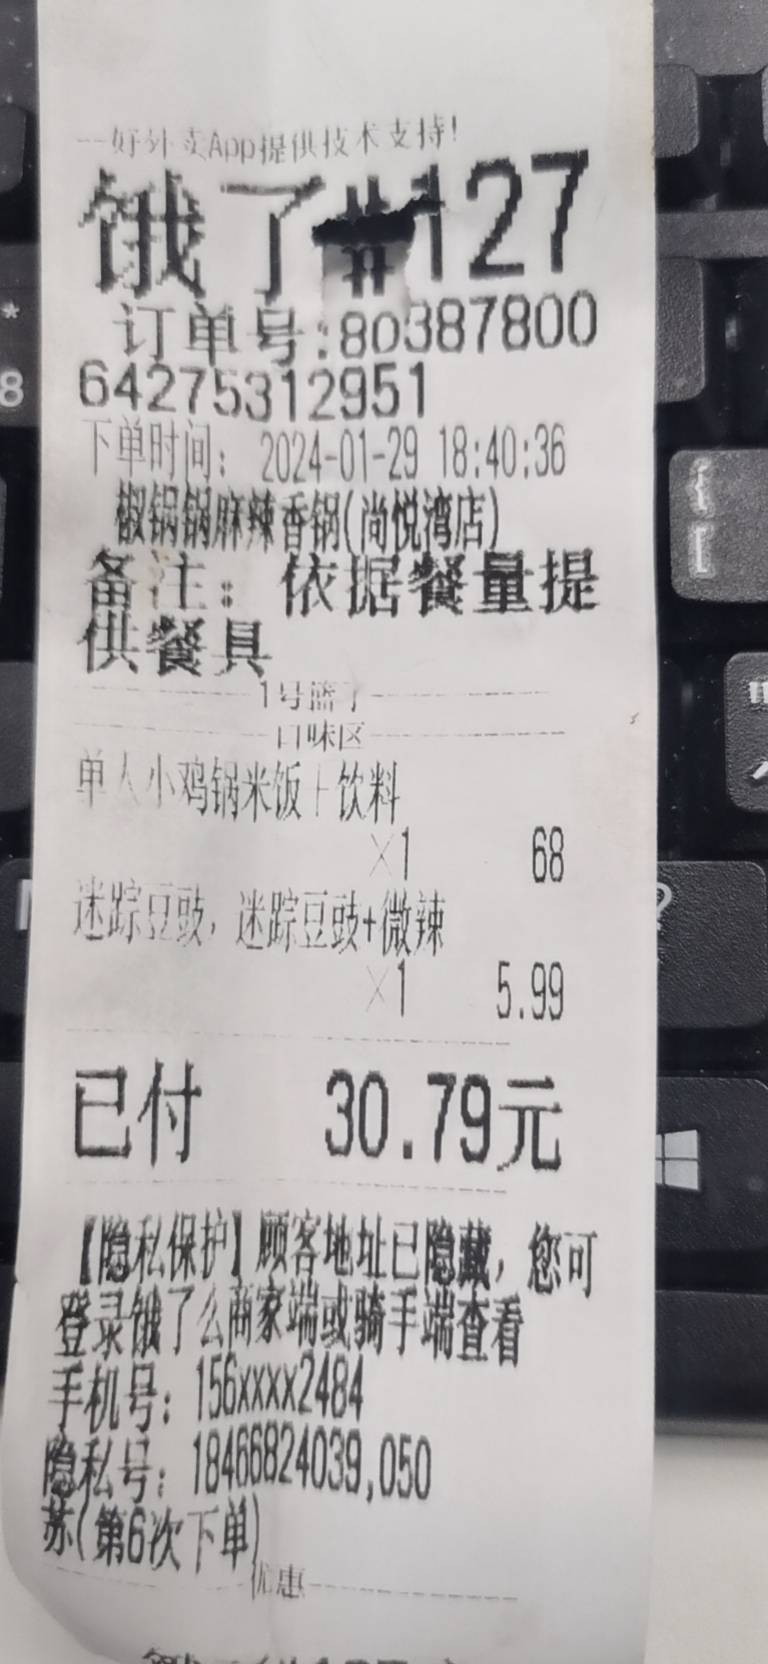 一好外卖App提供技术支持!
饿了#127
订单号:80387800
64275312951
下单时间: 2024-01-29 18:40:36
椒锅锅麻辣香锅(尚悦湾店)
备注: 依据餐量提
供餐具
1号篮子
口味区
单人小鸡锅米饭+饮料
×1 68
迷踪豆豉, 迷踪豆豉+微辣
×1 5.99
已付 30.79元
【隐私保护】顾客地址已隐藏, 您可
登录饿了么商家端或骑手端查看
手机号: 156xxxx2484
隐私号: 18466824039,050
苏(第6次下单)
优惠